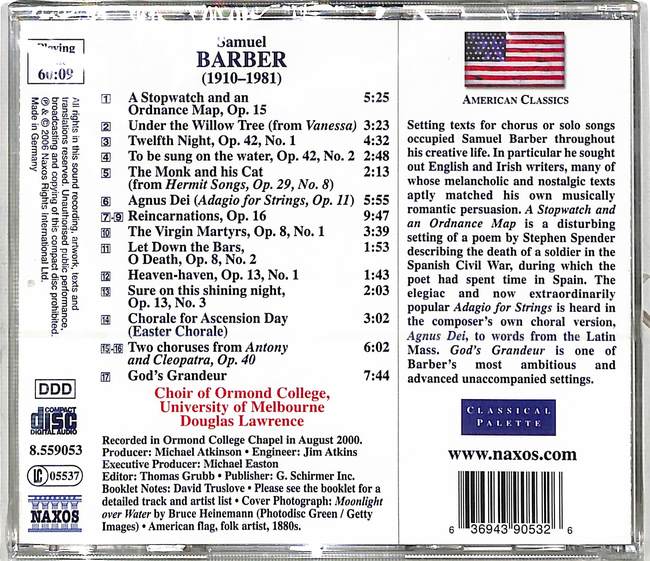 Playing
60:09
Samuel
BARBER
(1910–1981)
1 A Stopwatch and an 5:25
Ordnance Map, Op. 15
2 Under the Willow Tree (from Vanessa) 3:23
3 Twelfth Night, Op. 42, No. 1 4:32
4 To be sung on the water, Op. 42, No. 2 2:48
5 The Monk and his Cat 2:13
(from Hermit Songs, Op. 29, No. 8)
6 Agnus Dei (Adagio for Strings, Op. 11) 5:55
7-9 Reincarnations, Op. 16 9:47
10 The Virgin Martyrs, Op. 8, No. 1 3:39
11 Let Down the Bars, 1:53
O Death, Op. 8, No. 2
12 Heaven-haven, Op. 13, No. 1 1:43
13 Sure on this shining night, 2:03
Op. 13, No. 3
14 Chorale for Ascension Day 3:02
(Easter Chorale)
15-16 Two choruses from Antony 6:02
and Cleopatra, Op. 40
17 God's Grandeur 7:44
Choir of Ormond College,
University of Melbourne
Douglas Lawrence
Recorded in Ormond College Chapel in August 2000.
Producer: Michael Atkinson • Engineer: Jim Atkins
Executive Producer: Michael Easton
Editor: Thomas Grubb • Publisher: G. Schirmer Inc.
Booklet Notes: David Truslove • Please see the booklet for a
detailed track and artist list • Cover Photograph: Moonlight
over Water by Bruce Heinemann (Photodisc Green / Getty
Images) • American flag, folk artist, 1880s.
All rights in this sound recording, artwork, texts and
translations reserved. Unauthorised public performance,
broadcasting and copying of this compact disc prohibited.
℗ & © 2006 Naxos Rights International Ltd.
Made in Germany
DDD
COMPACT
disc
DIGITAL AUDIO
8.559053
LC 05537
NAXOS
AMERICAN CLASSICS
Setting texts for chorus or solo songs
occupied Samuel Barber throughout
his creative life. In particular he sought
out English and Irish writers, many of
whose melancholic and nostalgic texts
aptly matched his own musically
romantic persuasion. A Stopwatch and
an Ordnance Map is a disturbing
setting of a poem by Stephen Spender
describing the death of a soldier in the
Spanish Civil War, during which the
poet had spent time in Spain. The
elegiac and now extraordinarily
popular Adagio for Strings is heard in
the composer's own choral version,
Agnus Dei, to words from the Latin
Mass. God's Grandeur is one of
Barber's most ambitious and
advanced unaccompanied settings.
CLASSICAL
PALETTE
www.naxos.com
6 36943 90532 6